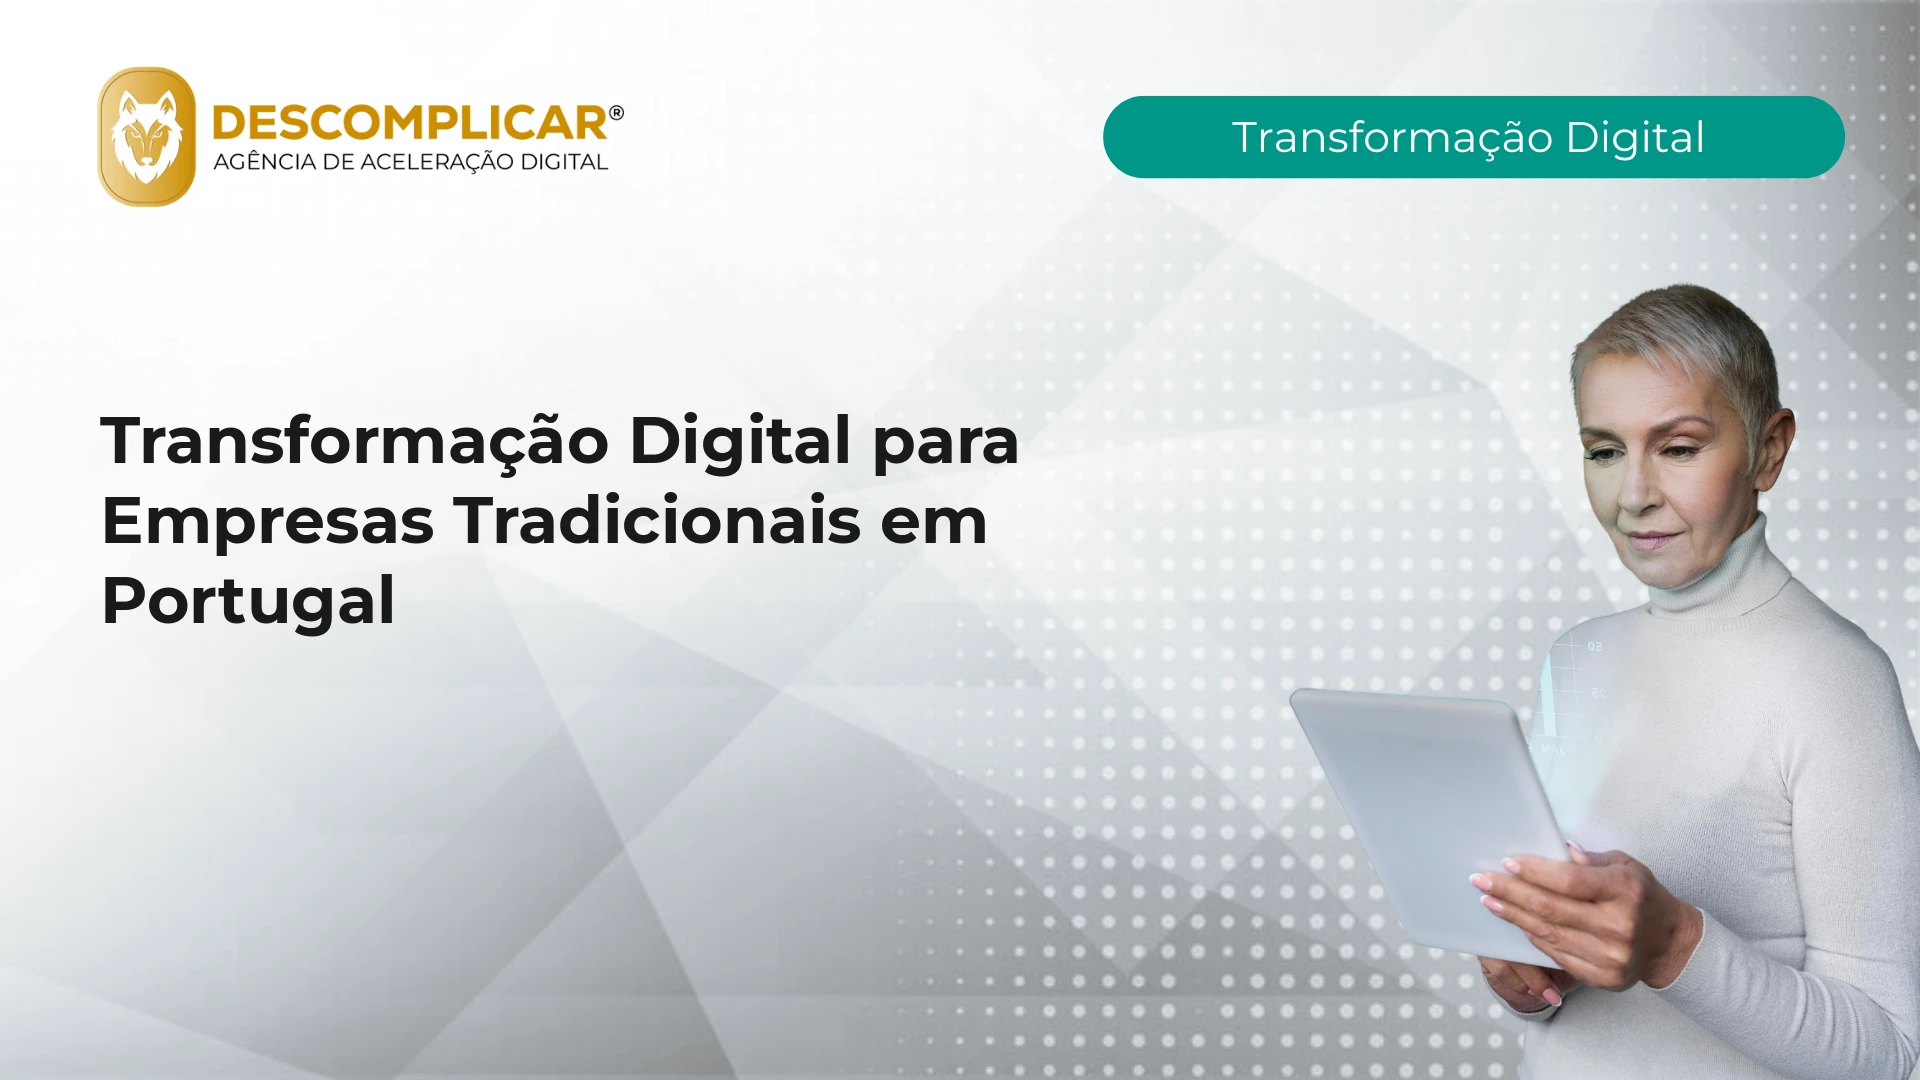 DESCOMPLICAR®
AGÊNCIA DE ACELERAÇÃO DIGITAL
Transformação Digital
Transformação Digital para
Empresas Tradicionais em
Portugal